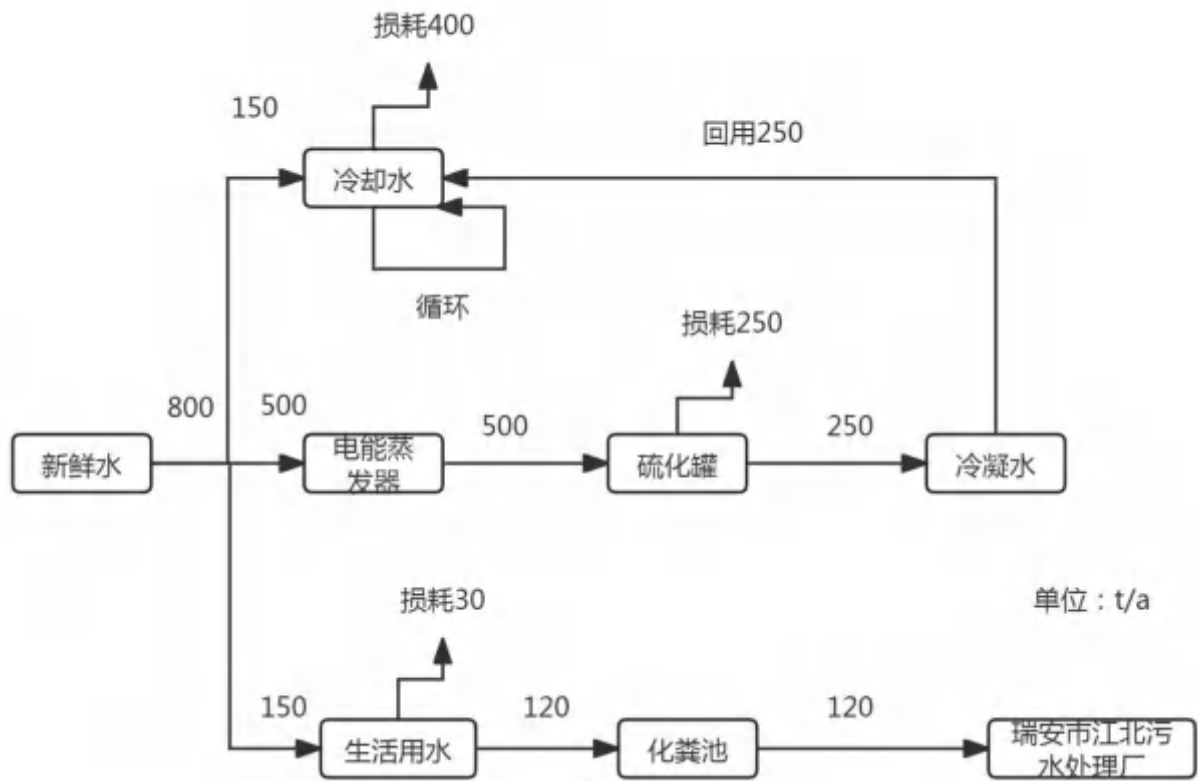 损耗400
150
回用250
冷却水
循环
损耗250
800
500
500
250
新鲜水
电能蒸
发器
硫化罐
冷凝水
损耗30
单位：t/a
150
120
120
生活用水
化粪池
瑞安市江北污
水处理厂